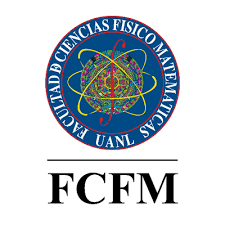 FACULTAD DE CIENCIAS FISICO MATEMATICAS
UANL
FCFM